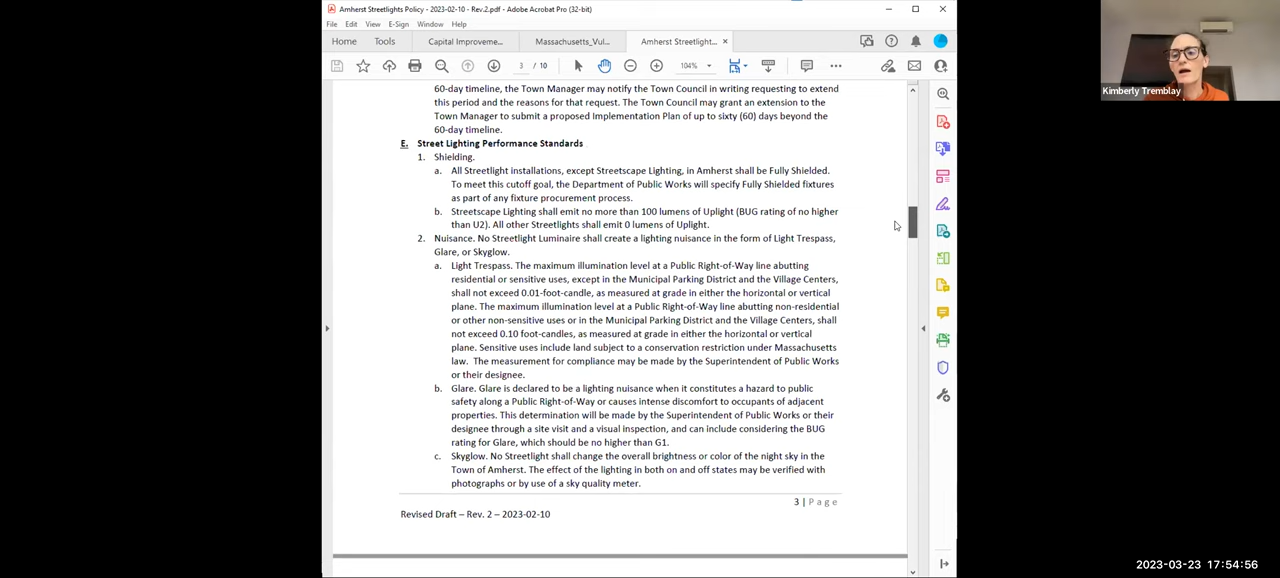 Amherst Streetlights Policy - 2023-02-10 - Rev.2.pdf - Adobe Acrobat Pro (32-bit)
File Edit View E-Sign Window Help
Home Tools Capital Improveme... Massachusetts_Vul... Amherst Streetlight... ×
3 / 10 104%
Kimberly Tremblay
60-day timeline, the Town Manager may notify the Town Council in writing requesting to extend
this period and the reasons for that request. The Town Council may grant an extension to the
Town Manager to submit a proposed Implementation Plan of up to sixty (60) days beyond the
60-day timeline.
E. Street Lighting Performance Standards
1. Shielding.
a. All Streetlight installations, except Streetscape Lighting, in Amherst shall be Fully Shielded.
To meet this cutoff goal, the Department of Public Works will specify Fully Shielded fixtures
as part of any fixture procurement process.
b. Streetscape Lighting shall emit no more than 100 lumens of Uplight (BUG rating of no higher
than U2). All other Streetlights shall emit 0 lumens of Uplight.
2. Nuisance. No Streetlight Luminaire shall create a lighting nuisance in the form of Light Trespass,
Glare, or Skyglow.
a. Light Trespass. The maximum illumination level at a Public Right-of-Way line abutting
residential or sensitive uses, except in the Municipal Parking District and the Village Centers,
shall not exceed 0.01-foot-candle, as measured at grade in either the horizontal or vertical
plane. The maximum illumination level at a Public Right-of-Way line abutting non-residential
or other non-sensitive uses or in the Municipal Parking District and the Village Centers, shall
not exceed 0.10 foot-candles, as measured at grade in either the horizontal or vertical
plane. Sensitive uses include land subject to a conservation restriction under Massachusetts
law. The measurement for compliance may be made by the Superintendent of Public Works
or their designee.
b. Glare. Glare is declared to be a lighting nuisance when it constitutes a hazard to public
safety along a Public Right-of-Way or causes intense discomfort to occupants of adjacent
properties. This determination will be made by the Superintendent of Public Works or their
designee through a site visit and a visual inspection, and can include considering the BUG
rating for Glare, which should be no higher than G1.
c. Skyglow. No Streetlight shall change the overall brightness or color of the night sky in the
Town of Amherst. The effect of the lighting in both on and off states may be verified with
photographs or by use of a sky quality meter.
3 | Page
Revised Draft – Rev. 2 – 2023-02-10
2023-03-23 17:54:56